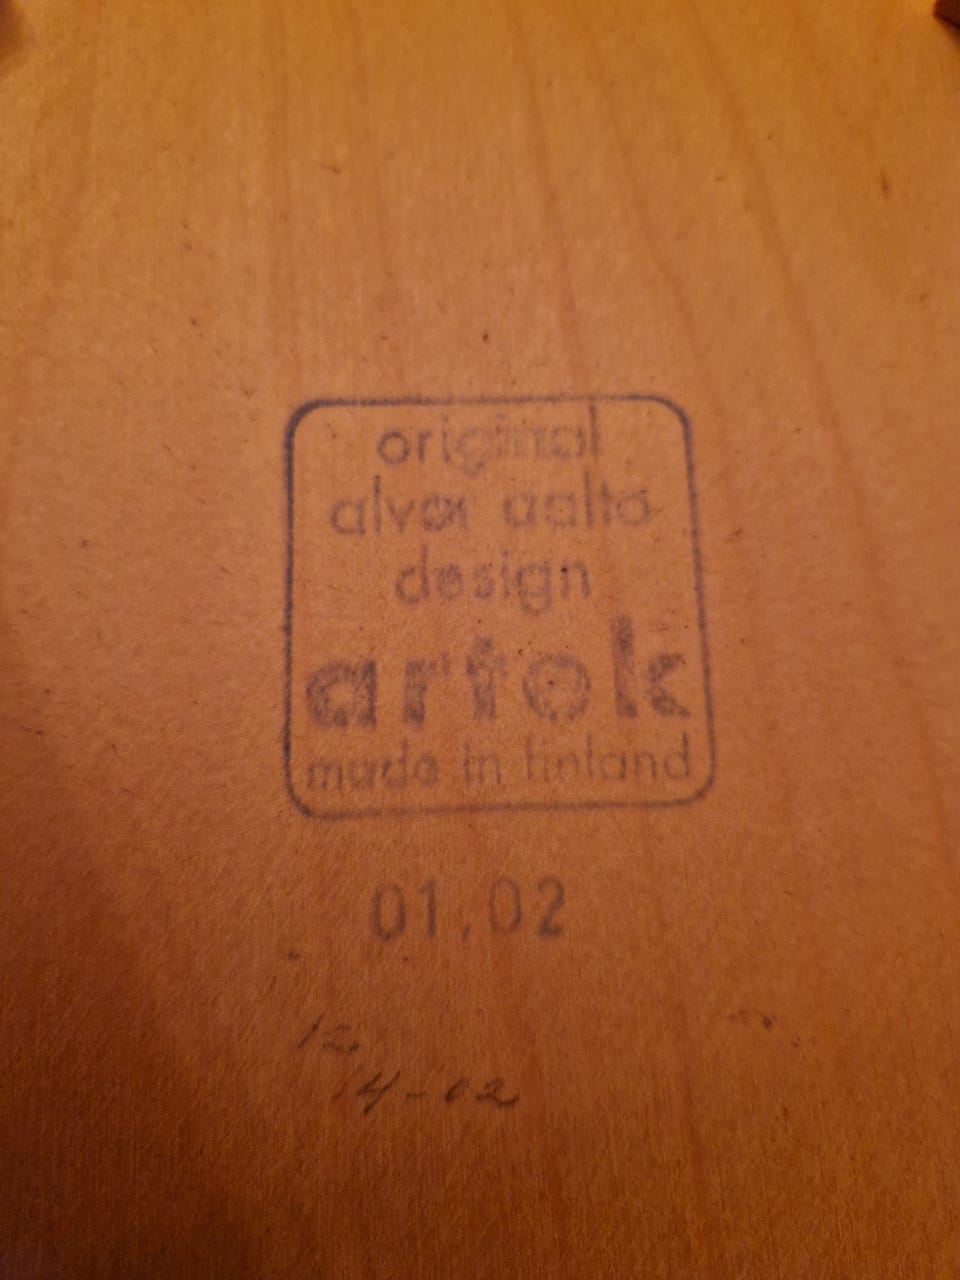 original
alvar aalto
design
artek
made in finland
01.02
12
14-02